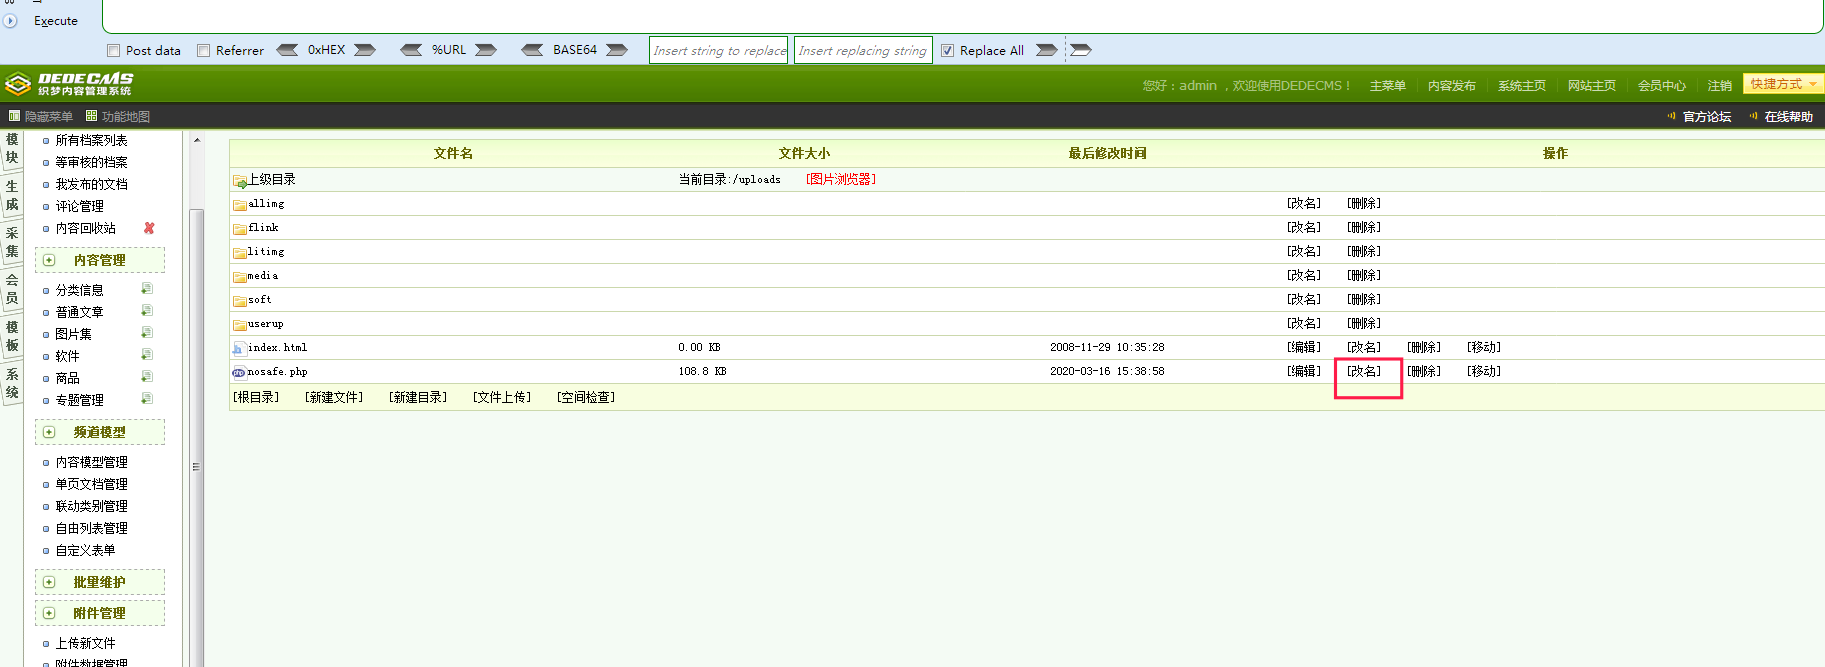 Execute
Post data Referrer 0xHEX %URL BASE64 Insert string to replace Insert replacing string Replace All
DEDECMS
织梦内容管理系统
您好：admin ，欢迎使用DEDECMS！ 主菜单 内容发布 系统主页 网站主页 会员中心 注销 快捷方式
隐藏菜单 功能地图 官方论坛 在线帮助
模块
生成
采集
会员
模板
系统
所有档案列表
等审核的档案
我发布的文档
评论管理
内容回收站
内容管理
分类信息
普通文章
图片集
软件
商品
专题管理
频道模型
内容模型管理
单页文档管理
联动类别管理
自由列表管理
自定义表单
批量维护
附件管理
上传新文件
附件数据管理
文件名 文件大小 最后修改时间 操作
上级目录 当前目录:/uploads [图片浏览器]
allimg [改名] [删除]
flink [改名] [删除]
litimg [改名] [删除]
media [改名] [删除]
soft [改名] [删除]
userup [改名] [删除]
index.html 0.00 KB 2008-11-29 10:35:28 [编辑] [改名] [删除] [移动]
php nosafe.php 108.8 KB 2020-03-16 15:38:58 [编辑] [改名] [删除] [移动]
[根目录] [新建文件] [新建目录] [文件上传] [空间检查]